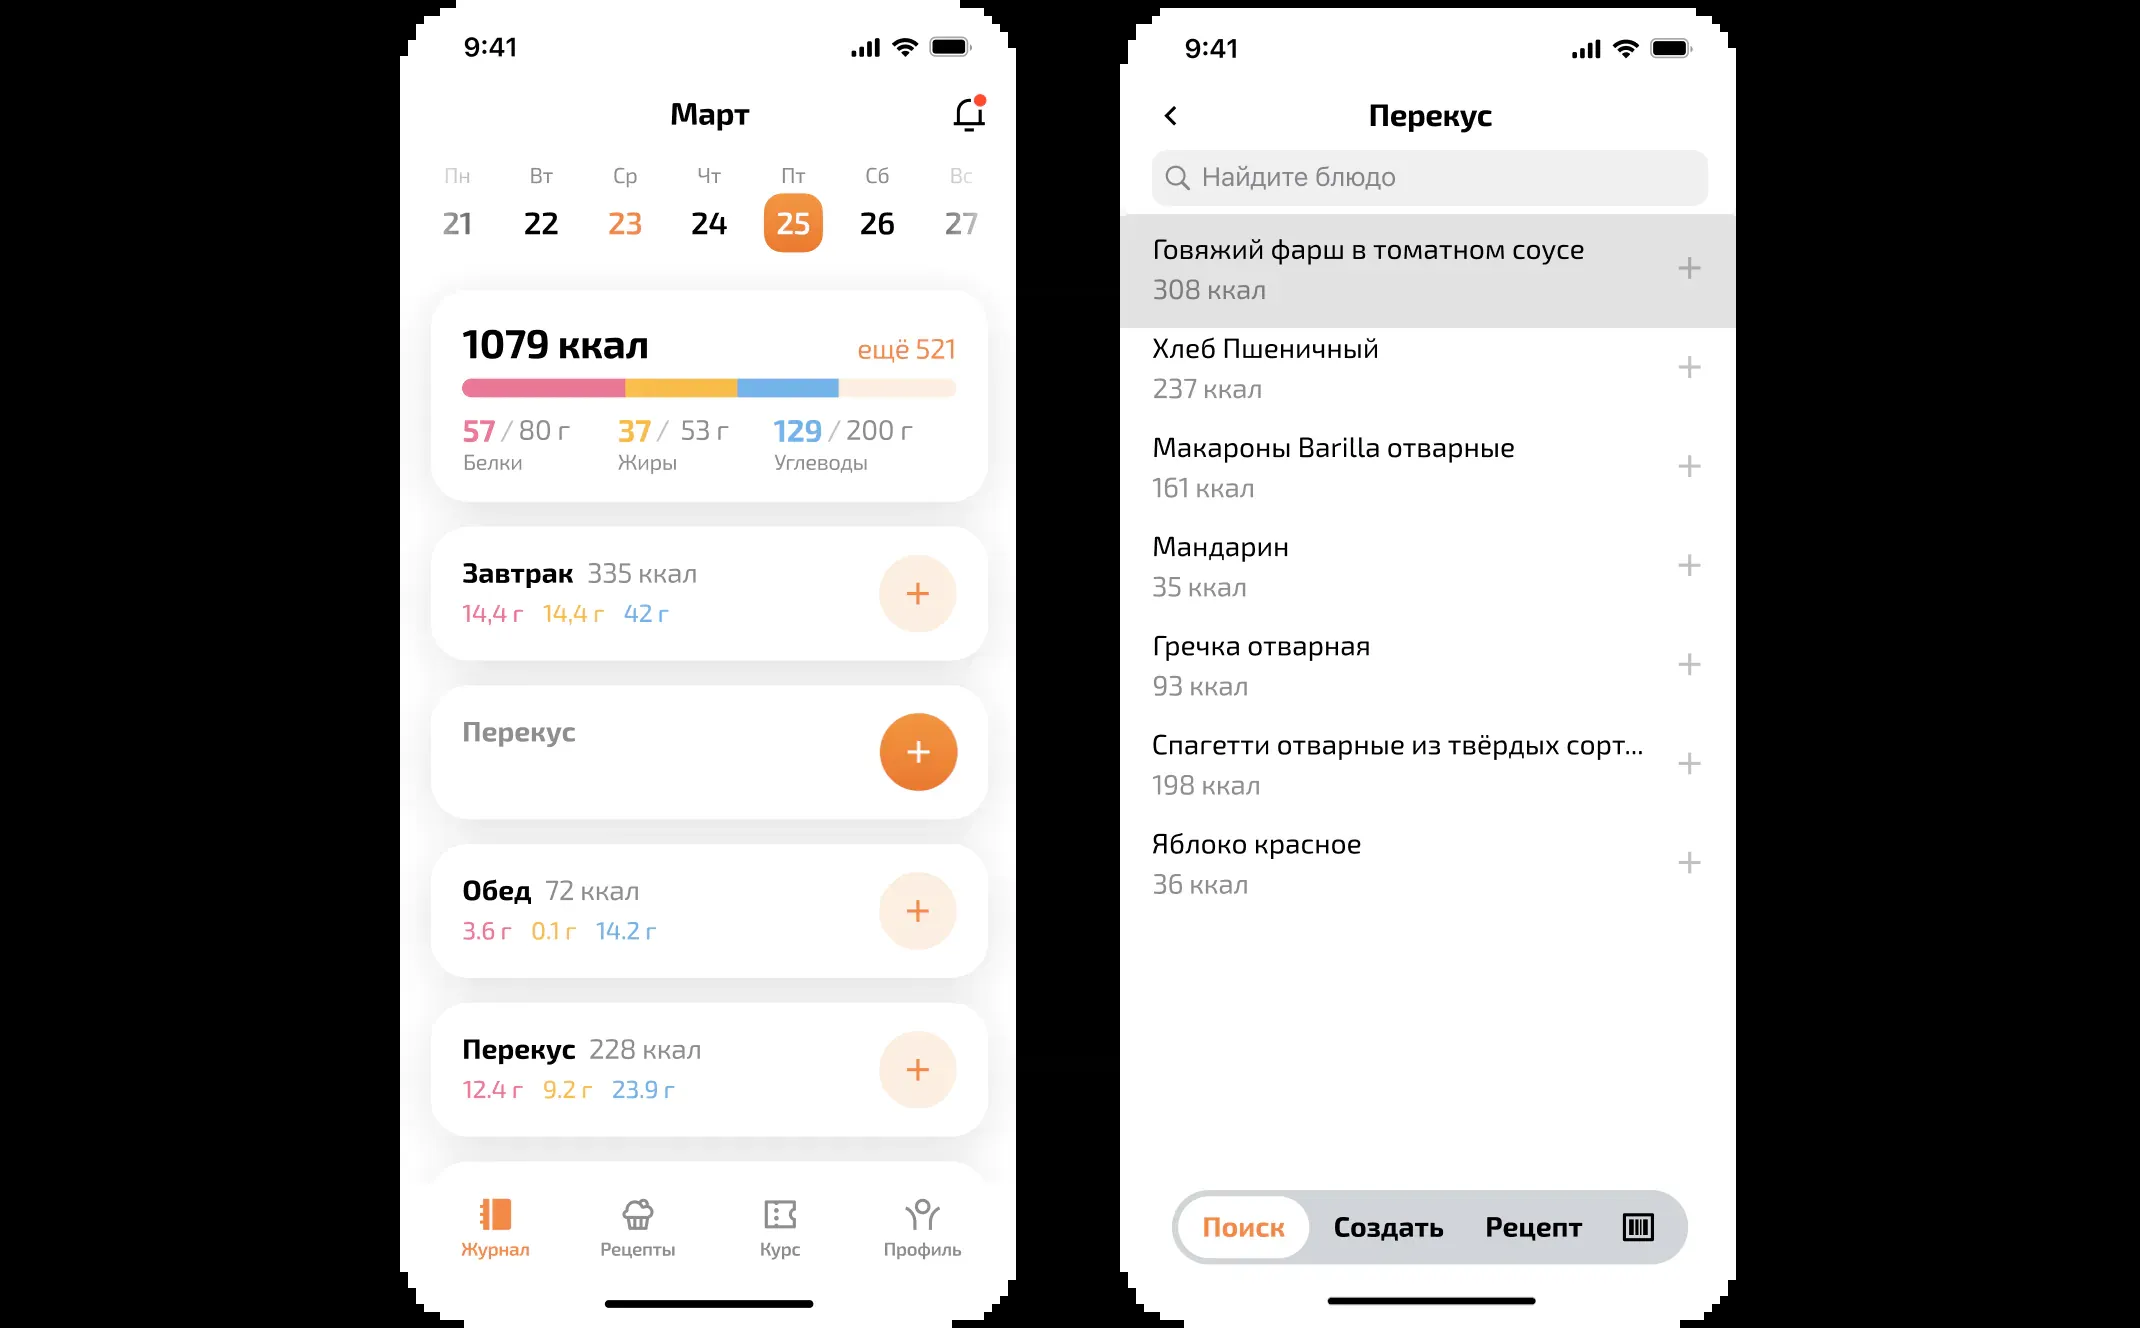 9:41
Март
Пн Вт Ср Чт Пт Сб Вс
21 22 23 24 25 26 27
1079 ккал ещё 521
57 / 80 г 37 / 53 г 129 / 200 г
Белки Жиры Углеводы
Завтрак 335 ккал
14,4 г 14,4 г 42 г
Перекус
Обед 72 ккал
3.6 г 0.1 г 14.2 г
Перекус 228 ккал
12.4 г 9.2 г 23.9 г
Журнал Рецепты Курс Профиль
9:41
Перекус
Найдите блюдо
Говяжий фарш в томатном соусе
308 ккал
Хлеб Пшеничный
237 ккал
Макароны Barilla отварные
161 ккал
Мандарин
35 ккал
Гречка отварная
93 ккал
Спагетти отварные из твёрдых сорт...
198 ккал
Яблоко красное
36 ккал
Поиск Создать Рецепт